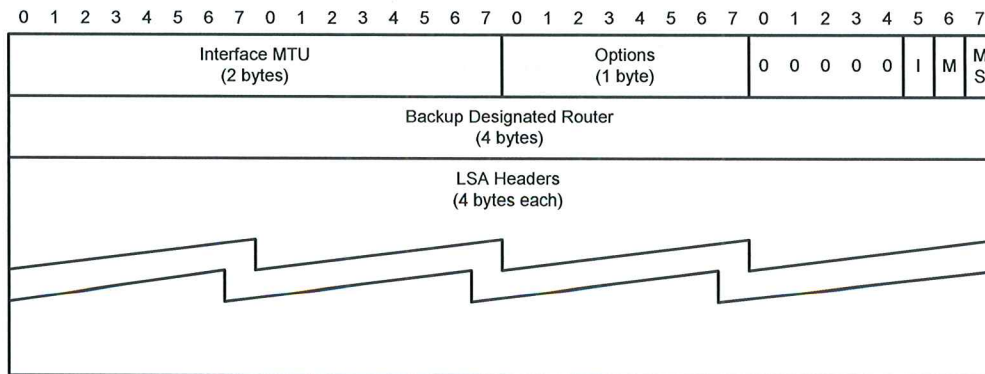 0 1 2 3 4 5 6 7 0 1 2 3 4 5 6 7 0 1 2 3 4 5 6 7 0 1 2 3 4 5 6 7
Interface MTU
(2 bytes)
Options
(1 byte)
0 0 0 0 0 I M
M
S
Backup Designated Router
(4 bytes)
LSA Headers
(4 bytes each)